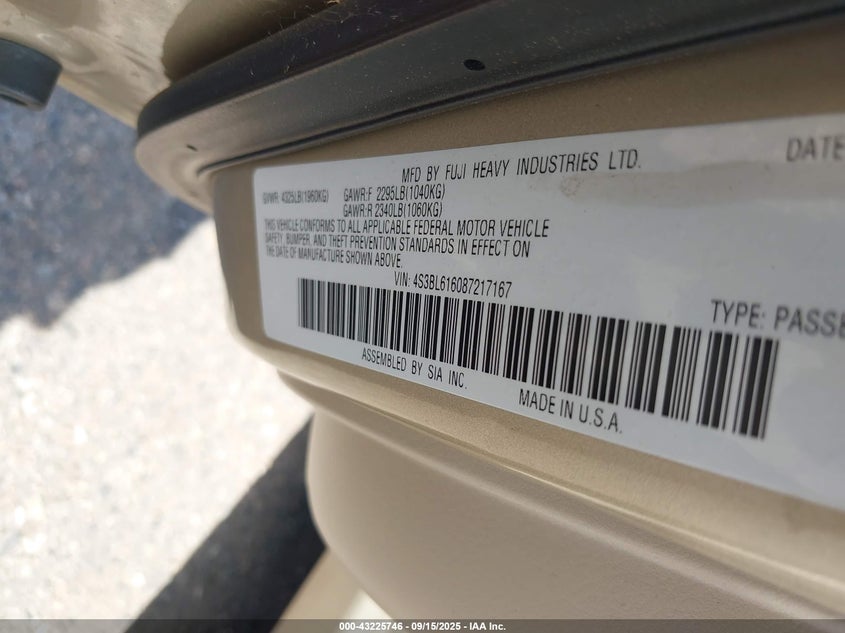 MFD BY FUJI HEAVY INDUSTRIES LTD.
DATE
GVWR: 4325LB(1960KG) GAWR:F 2295LB(1040KG)
GAWR:R 2340LB(1060KG)
THIS VEHICLE CONFORMS TO ALL APPLICABLE FEDERAL MOTOR VEHICLE
SAFETY, BUMPER, AND THEFT PREVENTION STANDARDS IN EFFECT ON
THE DATE OF MANUFACTURE SHOWN ABOVE.
VIN: 4S3BL616087217167
TYPE: PASSE
ASSEMBLED BY SIA INC.
MADE IN U.S.A.
000-43225746 - 09/15/2025 - IAA Inc.